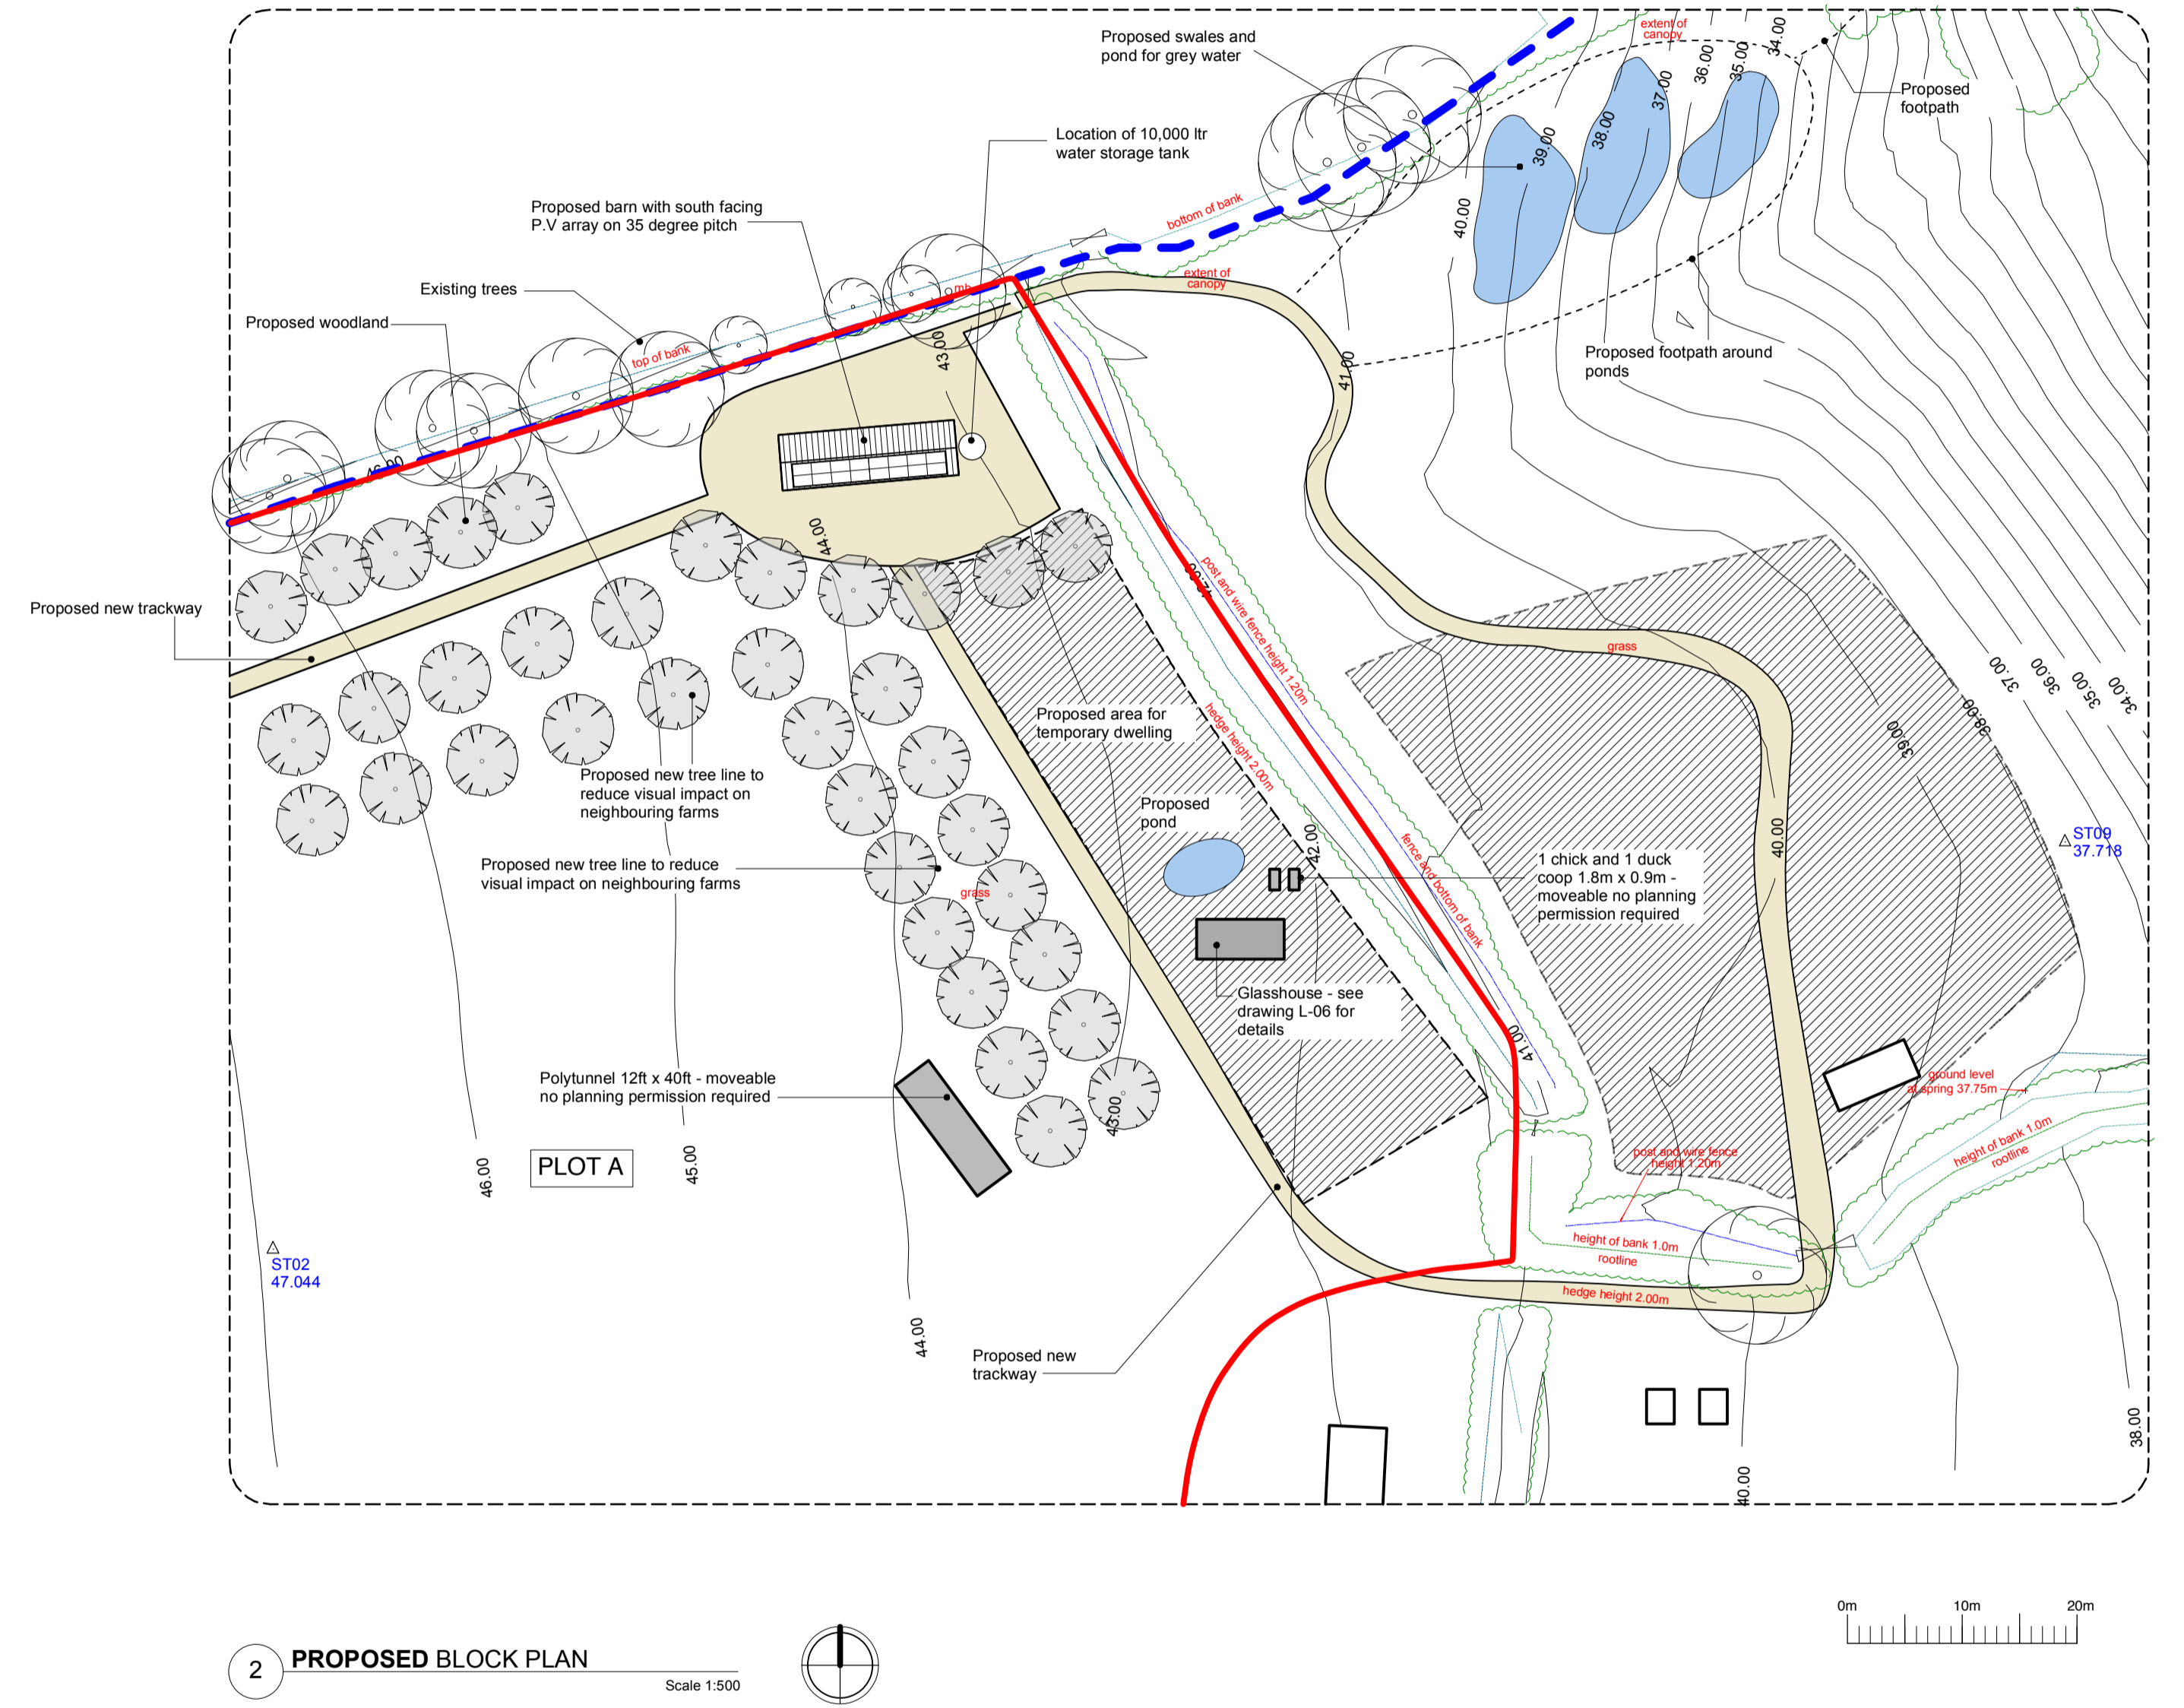 Proposed swales and
pond for grey water
extent of
canopy
34.00
35.00
36.00
37.00
38.00
39.00
40.00
Proposed
footpath
Location of 10,000 ltr
water storage tank
bottom of bank
Proposed barn with south facing
P.V array on 35 degree pitch
extent of
canopy
Existing trees
Proposed woodland
mh
top of bank
43.00
41.00
Proposed footpath around
ponds
46.00
44.00
Proposed new trackway
post and wire fence height 1.20m
42.00
grass
37.00
36.00
35.00
34.00
38.00
39.00
Proposed area for
temporary dwelling
hedge height 2.00m
Proposed new tree line to
reduce visual impact on
neighbouring farms
Proposed
pond
42.00
40.00
ST09
37.718
Proposed new tree line to reduce
visual impact on neighbouring farms
grass
fence and bottom of bank
1 chick and 1 duck
coop 1.8m x 0.9m -
moveable no planning
permission required
Glasshouse - see
drawing L-06 for
details
41.00
Polytunnel 12ft x 40ft - moveable
no planning permission required
43.00
ground level
at spring 37.75m
height of bank 1.0m
rootline
post and wire fence
height 1.20m
PLOT A
46.00
45.00
44.00
ST02
47.044
height of bank 1.0m
rootline
hedge height 2.00m
Proposed new
trackway
38.00
40.00
0m 10m 20m
2 PROPOSED BLOCK PLAN
Scale 1:500